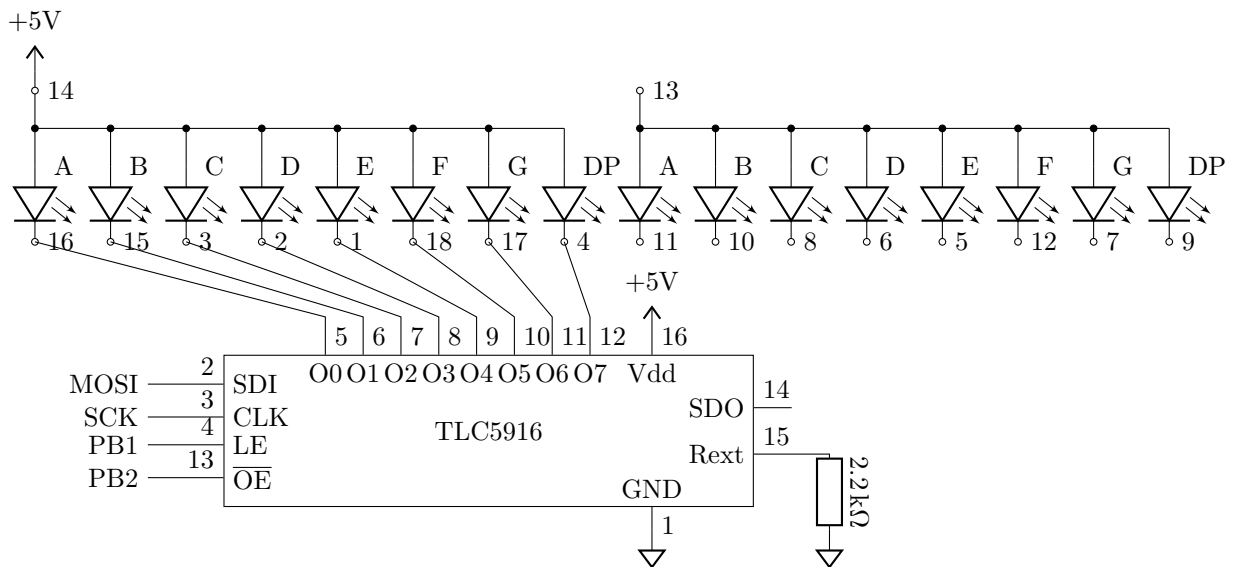 +5V
14 13
A B C D E F G DP A B C D E F G DP
16 15 3 2 1 18 17 4 11 10 8 6 5 12 7 9
+5V
5 6 7 8 9 10 11 12 16
O0 O1 O2 O3 O4 O5 O6 O7 Vdd
MOSI 2 SDI
SCK 3 CLK
PB1 4 LE
PB2 13 OE
TLC5916
SDO 14
Rext 15
2.2kΩ
GND
1